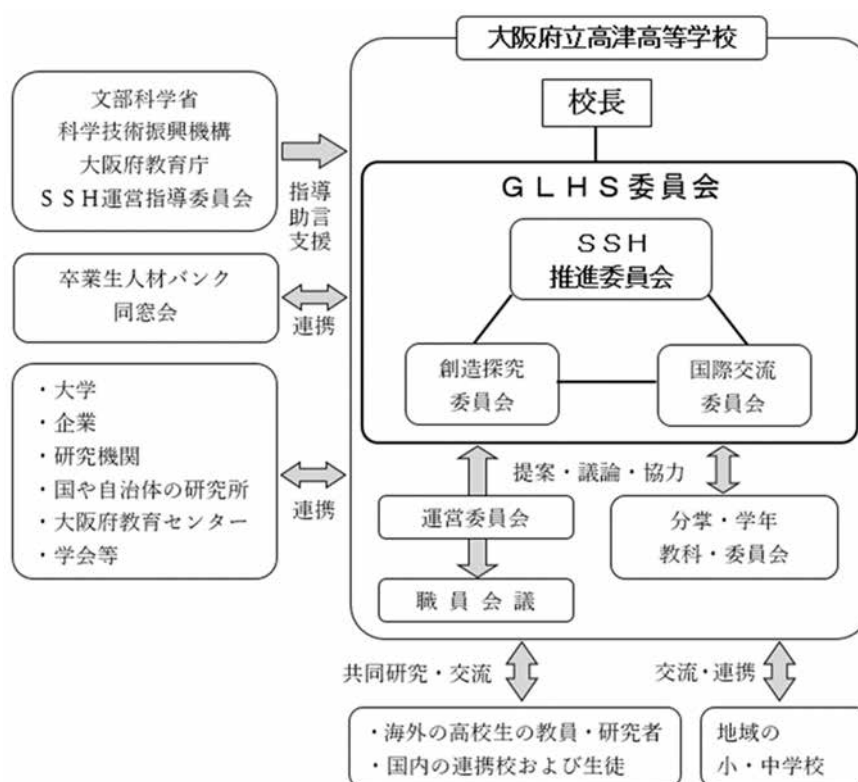 大阪府立高津高等学校
校長
文部科学省
科学技術振興機構
大阪府教育庁
ＳＳＨ運営指導委員会
指導
助言
支援
卒業生人材バンク
同窓会
連携
・大学
・企業
・研究機関
・国や自治体の研究所
・大阪府教育センター
・学会等
連携
ＧＬＨＳ委員会
ＳＳＨ
推進委員会
創造探究
委員会
国際交流
委員会
提案・議論・協力
運営委員会
職員会議
分掌・学年
教科・委員会
共同研究・交流
交流・連携
・海外の高校生の教員・研究者
・国内の連携校および生徒
地域の
小・中学校